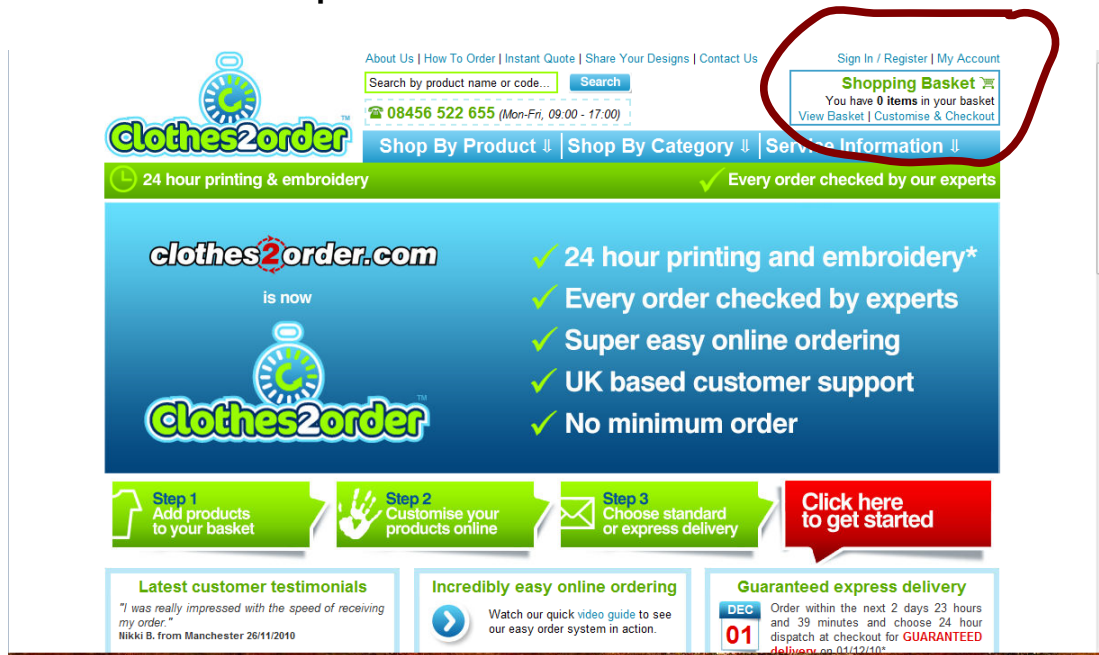 About Us | How To Order | Instant Quote | Share Your Designs | Contact Us
Sign In / Register | My Account
Search by product name or code...
Search
Shopping Basket
You have 0 items in your basket
View Basket | Customise & Checkout
08456 522 655 (Mon-Fri, 09:00 - 17:00)
Clothes2order™
Shop By Product ⇓ | Shop By Category ⇓ | Service Information ⇓
24 hour printing & embroidery
Every order checked by our experts
clothes2order.com
is now
Clothes2order™
24 hour printing and embroidery*
Every order checked by experts
Super easy online ordering
UK based customer support
No minimum order
Step 1
Add products
to your basket
Step 2
Customise your
products online
Step 3
Choose standard
or express delivery
Click here
to get started
Latest customer testimonials
"I was really impressed with the speed of receiving
my order."
Nikki B. from Manchester 26/11/2010
Incredibly easy online ordering
Watch our quick video guide to see
our easy order system in action.
Guaranteed express delivery
DEC
01
Order within the next 2 days 23 hours
and 39 minutes and choose 24 hour
dispatch at checkout for GUARANTEED
delivery on 01/12/10*